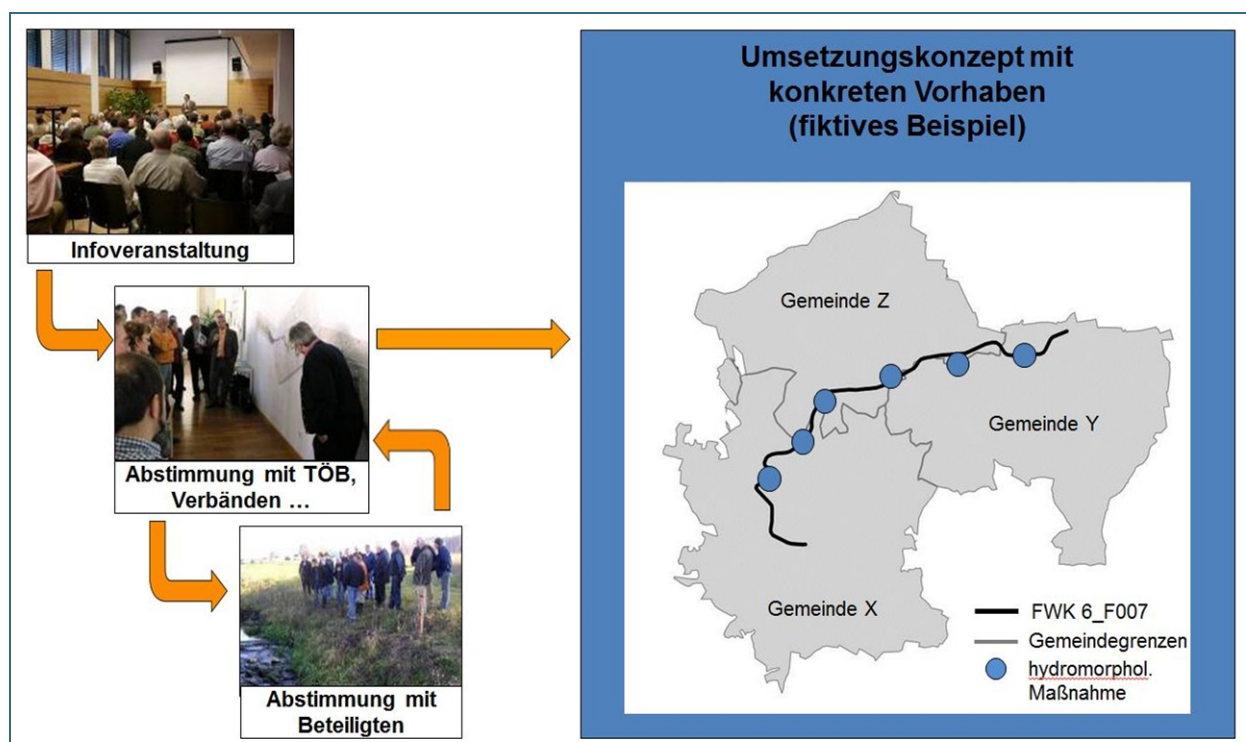 Infoveranstaltung
Abstimmung mit TÖB,
Verbänden ...
Abstimmung mit
Beteiligten
Umsetzungskonzept mit
konkreten Vorhaben
(fiktives Beispiel)
Gemeinde Z
Gemeinde Y
Gemeinde X
FWK 6_F007
Gemeindegrenzen
hydromorphol.
Maßnahme